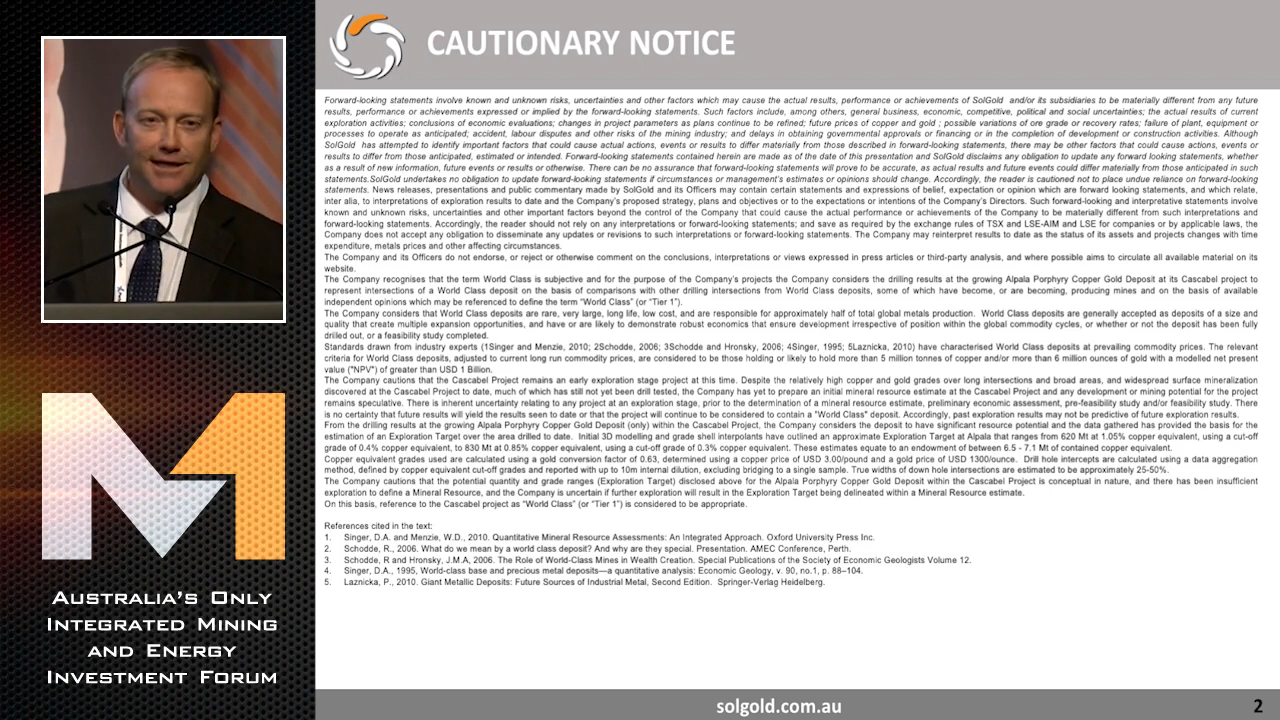 CAUTIONARY NOTICE
Forward-looking statements involve known and unknown risks, uncertainties and other factors which may cause the actual results, performance or achievements of SolGold and/or its subsidiaries to be materially different from any future
results, performance or achievements expressed or implied by the forward-looking statements. Such factors include, among others, general business, economic, competitive, political and social uncertainties; the actual results of current
exploration activities; conclusions of economic evaluations; changes in project parameters as plans continue to be refined; future prices of copper and gold ; possible variations of ore grade or recovery rates; failure of plant, equipment or
processes to operate as anticipated; accident, labour disputes and other risks of the mining industry; and delays in obtaining governmental approvals or financing or in the completion of development or construction activities. Although
SolGold has attempted to identify important factors that could cause actual actions, events or results to differ materially from those described in forward-looking statements, there may be other factors that could cause actions, events or
results to differ from those anticipated, estimated or intended. Forward-looking statements contained herein are made as of the date of this presentation and SolGold disclaims any obligation to update any forward looking statements, whether
as a result of new information, future events or results or otherwise. There can be no assurance that forward-looking statements will prove to be accurate, as actual results and future events could differ materially from those anticipated in such
statements.SolGold undertakes no obligation to update forward-looking statements if circumstances or management's estimates or opinions should change. Accordingly, the reader is cautioned not to place undue reliance on forward-looking
statements. News releases, presentations and public commentary made by SolGold and its Officers may contain certain statements and expressions of belief, expectation or opinion which are forward looking statements, and which relate,
inter alia, to interpretations of exploration results to date and the Company's proposed strategy, plans and objectives or to the expectations or intentions of the Company's Directors. Such forward-looking and interpretative statements involve
known and unknown risks, uncertainties and other important factors beyond the control of the Company that could cause the actual performance or achievements of the Company to be materially different from such interpretations and
forward-looking statements. Accordingly, the reader should not rely on any interpretations or forward-looking statements; and save as required by the exchange rules of TSX and LSE-AIM and LSE for companies or by applicable laws, the
Company does not accept any obligation to disseminate any updates or revisions to such interpretations or forward-looking statements. The Company may reinterpret results to date as the status of its assets and projects changes with time
expenditure, metals prices and other affecting circumstances.
The Company and its Officers do not endorse, or reject or otherwise comment on the conclusions, interpretations or views expressed in press articles or third-party analysis, and where possible aims to circulate all available material on its
website.
The Company recognises that the term World Class is subjective and for the purpose of the Company's projects the Company considers the drilling results at the growing Alpala Porphyry Copper Gold Deposit at its Cascabel project to
represent intersections of a World Class deposit on the basis of comparisons with other drilling intersections from World Class deposits, some of which have become, or are becoming, producing mines and on the basis of available
independent opinions which may be referenced to define the term "World Class" (or "Tier 1").
The Company considers that World Class deposits are rare, very large, long life, low cost, and are responsible for approximately half of total global metals production. World Class deposits are generally accepted as deposits of a size and
quality that create multiple expansion opportunities, and have or are likely to demonstrate robust economics that ensure development irrespective of position within the global commodity cycles, or whether or not the deposit has been fully
drilled out, or a feasibility study completed.
Standards drawn from industry experts (1Singer and Menzie, 2010; 2Schodde, 2006; 3Schodde and Hronsky, 2006; 4Singer, 1995; 5Laznicka, 2010) have characterised World Class deposits at prevailing commodity prices. The relevant
criteria for World Class deposits, adjusted to current long run commodity prices, are considered to be those holding or likely to hold more than 5 million tonnes of copper and/or more than 6 million ounces of gold with a modelled net present
value ("NPV") of greater than USD 1 Billion.
The Company cautions that the Cascabel Project remains an early exploration stage project at this time. Despite the relatively high copper and gold grades over long intersections and broad areas, and widespread surface mineralization
discovered at the Cascabel Project to date, much of which has still not yet been drill tested, the Company has yet to prepare an initial mineral resource estimate at the Cascabel Project and any development or mining potential for the project
remains speculative. There is inherent uncertainty relating to any project at an exploration stage, prior to the determination of a mineral resource estimate, preliminary economic assessment, pre-feasibility study and/or feasibility study. There
is no certainty that future results will yield the results seen to date or that the project will continue to be considered to contain a "World Class" deposit. Accordingly, past exploration results may not be predictive of future exploration results.
From the drilling results at the growing Alpala Porphyry Copper Gold Deposit (only) within the Cascabel Project, the Company considers the deposit to have significant resource potential and the data gathered has provided the basis for the
estimation of an Exploration Target over the area drilled to date. Initial 3D modelling and grade shell interpolants have outlined an approximate Exploration Target at Alpala that ranges from 620 Mt at 1.05% copper equivalent, using a cut-off
grade of 0.4% copper equivalent, to 830 Mt at 0.85% copper equivalent, using a cut-off grade of 0.3% copper equivalent. These estimates equate to an endowment of between 6.5 - 7.1 Mt of contained copper equivalent.
Copper equivalent grades used are calculated using a gold conversion factor of 0.63, determined using a copper price of USD 3.00/pound and a gold price of USD 1300/ounce. Drill hole intercepts are calculated using a data aggregation
method, defined by copper equivalent cut-off grades and reported with up to 10m internal dilution, excluding bridging to a single sample. True widths of down hole intersections are estimated to be approximately 25-50%.
The Company cautions that the potential quantity and grade ranges (Exploration Target) disclosed above for the Alpala Porphyry Copper Gold Deposit within the Cascabel Project is conceptual in nature, and there has been insufficient
exploration to define a Mineral Resource, and the Company is uncertain if further exploration will result in the Exploration Target being delineated within a Mineral Resource estimate.
On this basis, reference to the Cascabel project as "World Class" (or "Tier 1") is considered to be appropriate.
References cited in the text:
1. Singer, D.A. and Menzie, W.D., 2010. Quantitative Mineral Resource Assessments: An Integrated Approach. Oxford University Press Inc.
2. Schodde, R., 2006. What do we mean by a world class deposit? And why are they special. Presentation. AMEC Conference, Perth.
3. Schodde, R and Hronsky, J.M.A, 2006. The Role of World-Class Mines in Wealth Creation. Special Publications of the Society of Economic Geologists Volume 12.
4. Singer, D.A., 1995, World-class base and precious metal deposits—a quantitative analysis: Economic Geology, v. 90, no.1, p. 88–104.
5. Laznicka, P., 2010. Giant Metallic Deposits: Future Sources of Industrial Metal, Second Edition. Springer-Verlag Heidelberg.
solgold.com.au
2
M
Australia's Only
Integrated Mining
and Energy
Investment Forum